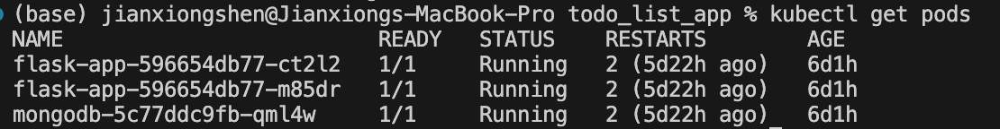 (base) jianxiongshen@Jianxiongs-MacBook-Pro todo_list_app % kubectl get pods
NAME                         READY   STATUS    RESTARTS        AGE
flask-app-596654db77-ct2l2   1/1     Running   2 (5d22h ago)   6d1h
flask-app-596654db77-m85dr   1/1     Running   2 (5d22h ago)   6d1h
mongodb-5c77ddc9fb-qml4w     1/1     Running   2 (5d22h ago)   6d1h